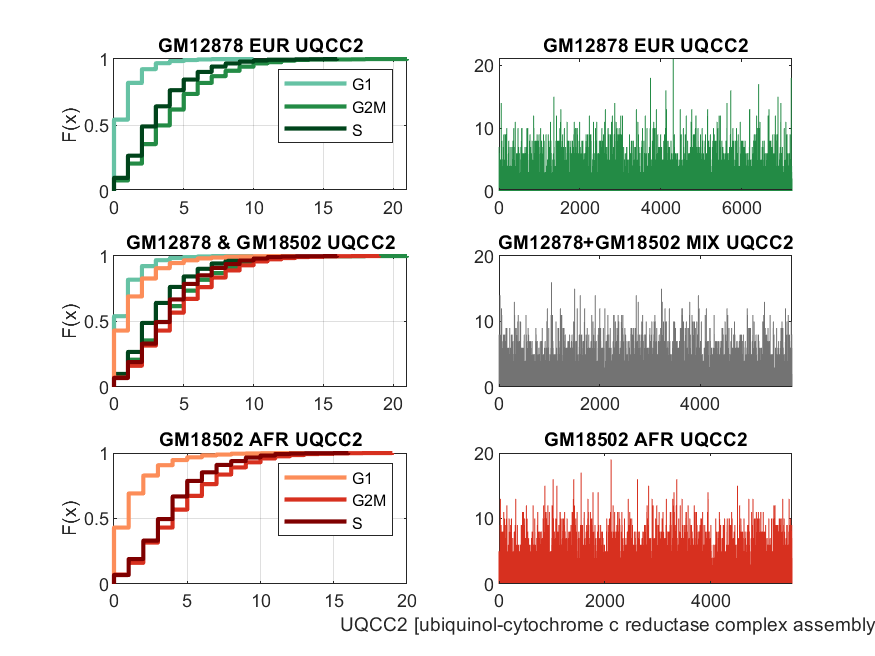 GM12878 EUR UQCC2
F(x)
1
0.5
0
0 5 10 15 20
G1
G2M
S
GM12878 EUR UQCC2
20
10
0
0 2000 4000 6000
GM12878 & GM18502 UQCC2
F(x)
1
0.5
0
0 5 10 15 20
GM12878+GM18502 MIX UQCC2
20
10
0
0 2000 4000
GM18502 AFR UQCC2
F(x)
1
0.5
0
0 5 10 15 20
G1
G2M
S
GM18502 AFR UQCC2
20
10
0
0 2000 4000
UQCC2 [ubiquinol-cytochrome c reductase complex assembly